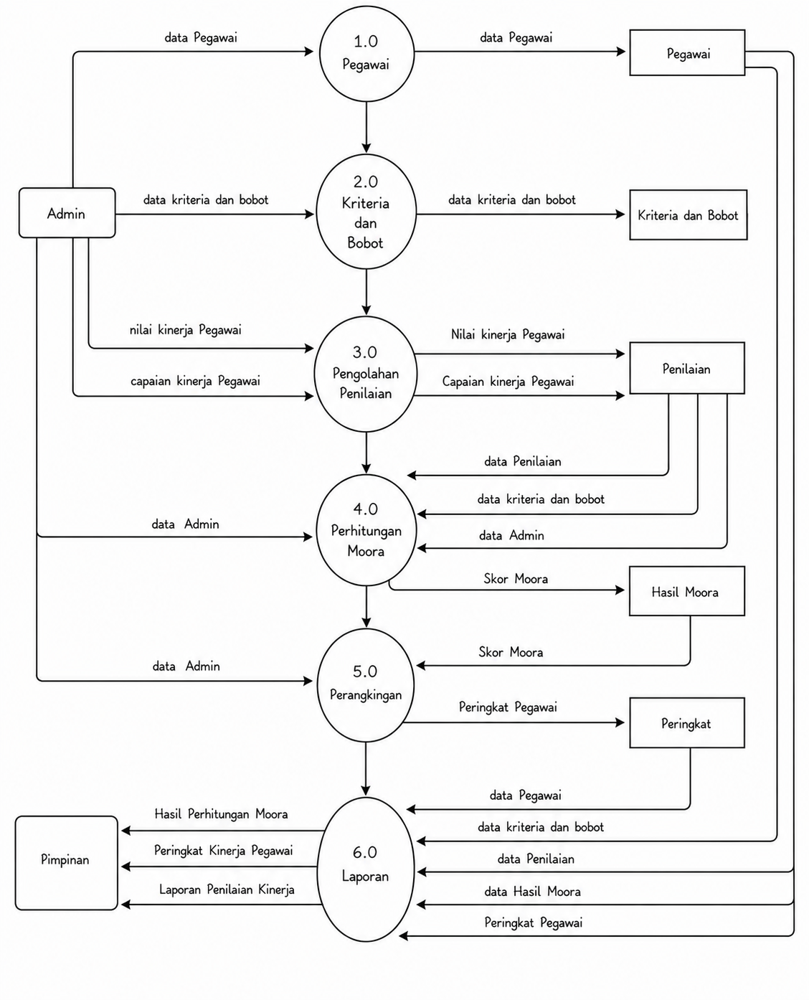 data Pegawai
1.0
Pegawai
data Pegawai
Pegawai
Admin
data kriteria dan bobot
2.0
Kriteria
dan
Bobot
data kriteria dan bobot
Kriteria dan Bobot
nilai kinerja Pegawai
capaian kinerja Pegawai
3.0
Pengolahan
Penilaian
Nilai kinerja Pegawai
Capaian kinerja Pegawai
Penilaian
data Penilaian
data kriteria dan bobot
data Admin
data Admin
4.0
Perhitungan
Moora
Skor Moora
Hasil Moora
Skor Moora
data Admin
5.0
Perangkingan
Peringkat Pegawai
Peringkat
data Pegawai
data kriteria dan bobot
data Penilaian
data Hasil Moora
Peringkat Pegawai
6.0
Laporan
Hasil Perhitungan Moora
Peringkat Kinerja Pegawai
Laporan Penilaian Kinerja
Pimpinan